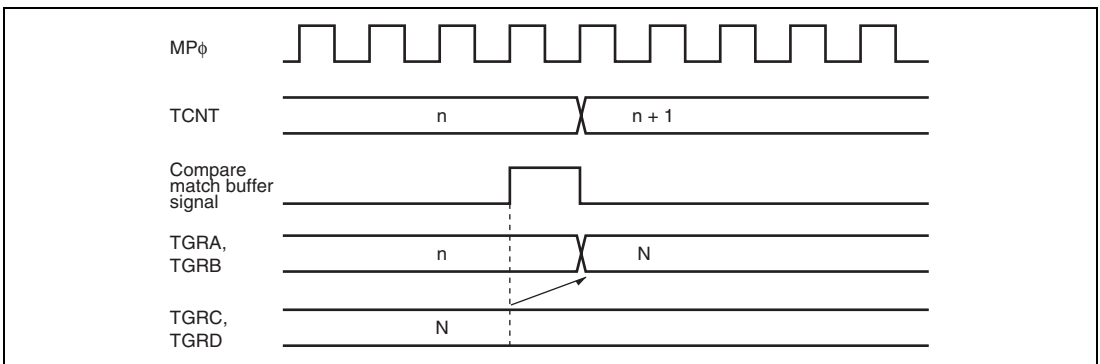 MPϕ
TCNT
n
n + 1
Compare
match buffer
signal
TGRA,
TGRB
n
N
TGRC,
TGRD
N